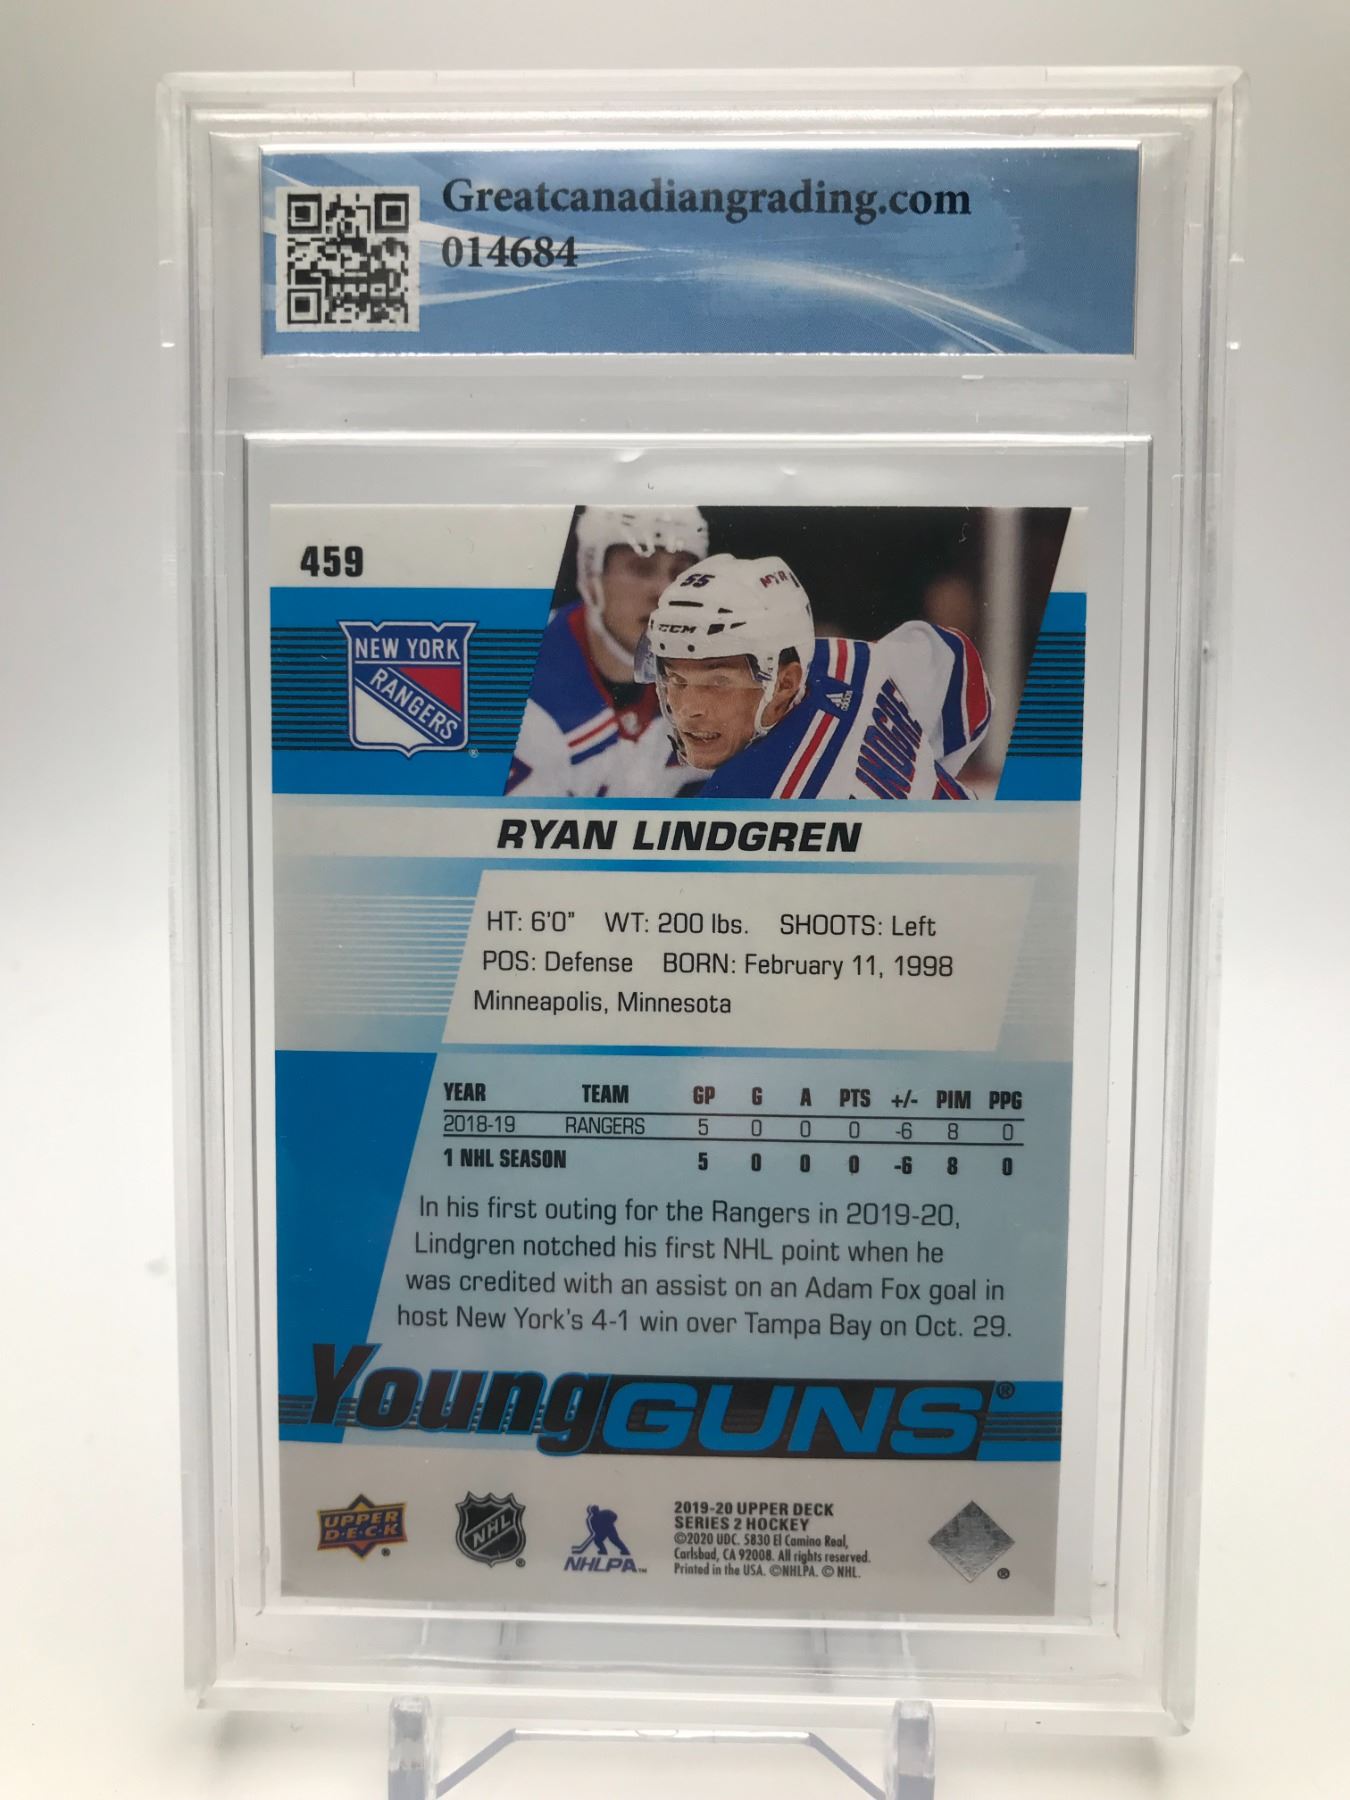 Greatcanadiangrading.com
014684
459
NEW YORK
RANGERS
®
55
NYR
CCM
adidas
LINDGRE
RYAN LINDGREN
HT: 6'0" WT: 200 lbs. SHOOTS: Left
POS: Defense BORN: February 11, 1998
Minneapolis, Minnesota
YEAR TEAM GP G A PTS +/- PIM PPG
2018-19 RANGERS 5 0 0 0 -6 8 0
1 NHL SEASON 5 0 0 0 -6 8 0
In his first outing for the Rangers in 2019-20,
Lindgren notched his first NHL point when he
was credited with an assist on an Adam Fox goal in
host New York's 4-1 win over Tampa Bay on Oct. 29.
Young GUNS®
UPPER
D·E·C·K
®
NHL
®
NHLPA™
2019-20 UPPER DECK
SERIES 2 HOCKEY
©2020 UDC. 5830 El Camino Real,
Carlsbad, CA 92008. All rights reserved.
Printed in the USA. ©NHLPA. © NHL.
®